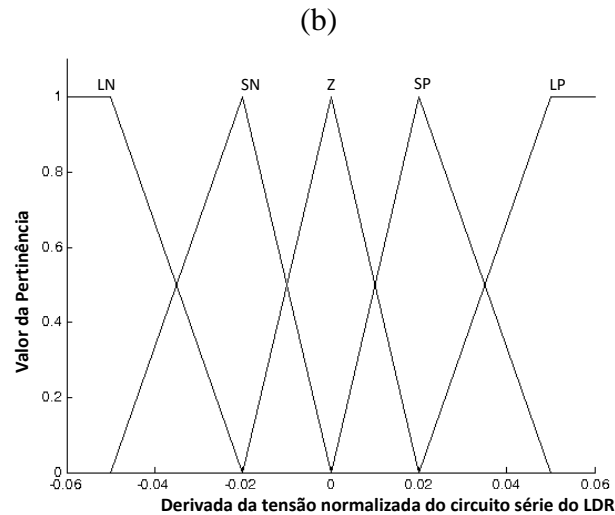 (b)
LN SN Z SP LP
1
0.8
0.6
0.4
0.2
0
Valor da Pertinência
-0.06 -0.04 -0.02 0 0.02 0.04 0.06
Derivada da tensão normalizada do circuito série do LDR